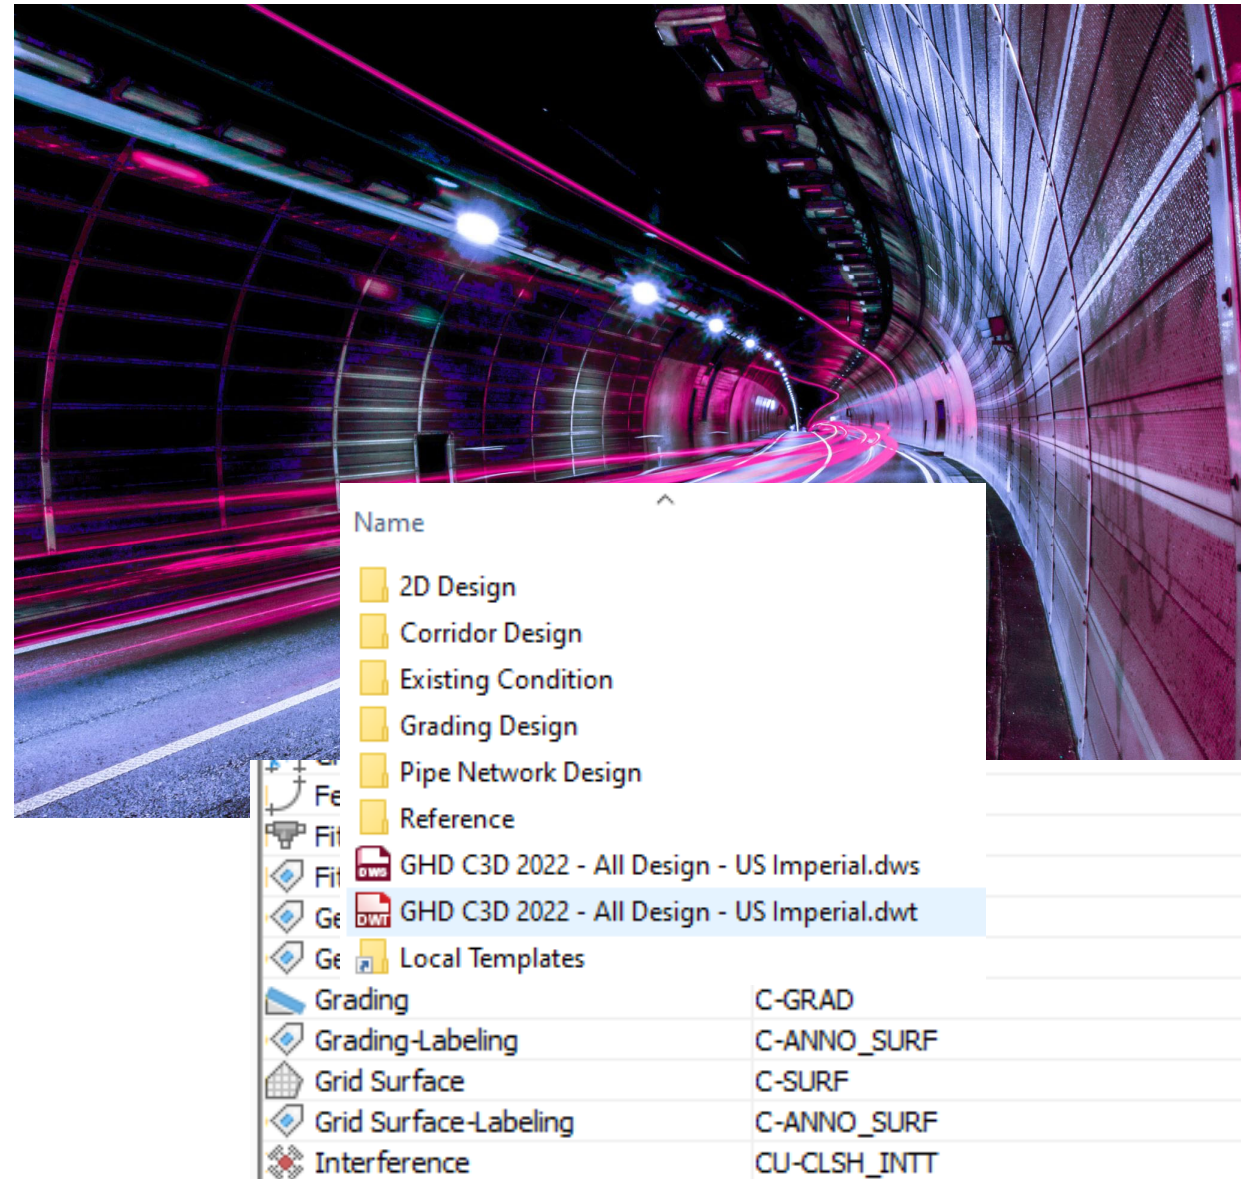 Name
2D Design
Corridor Design
Existing Condition
Grading Design
Pipe Network Design
Reference
GHD C3D 2022 - All Design - US Imperial.dws
GHD C3D 2022 - All Design - US Imperial.dwt
Local Templates
Grading C-GRAD
Grading-Labeling C-ANNO_SURF
Grid Surface C-SURF
Grid Surface-Labeling C-ANNO_SURF
Interference CU-CLSH_INTT